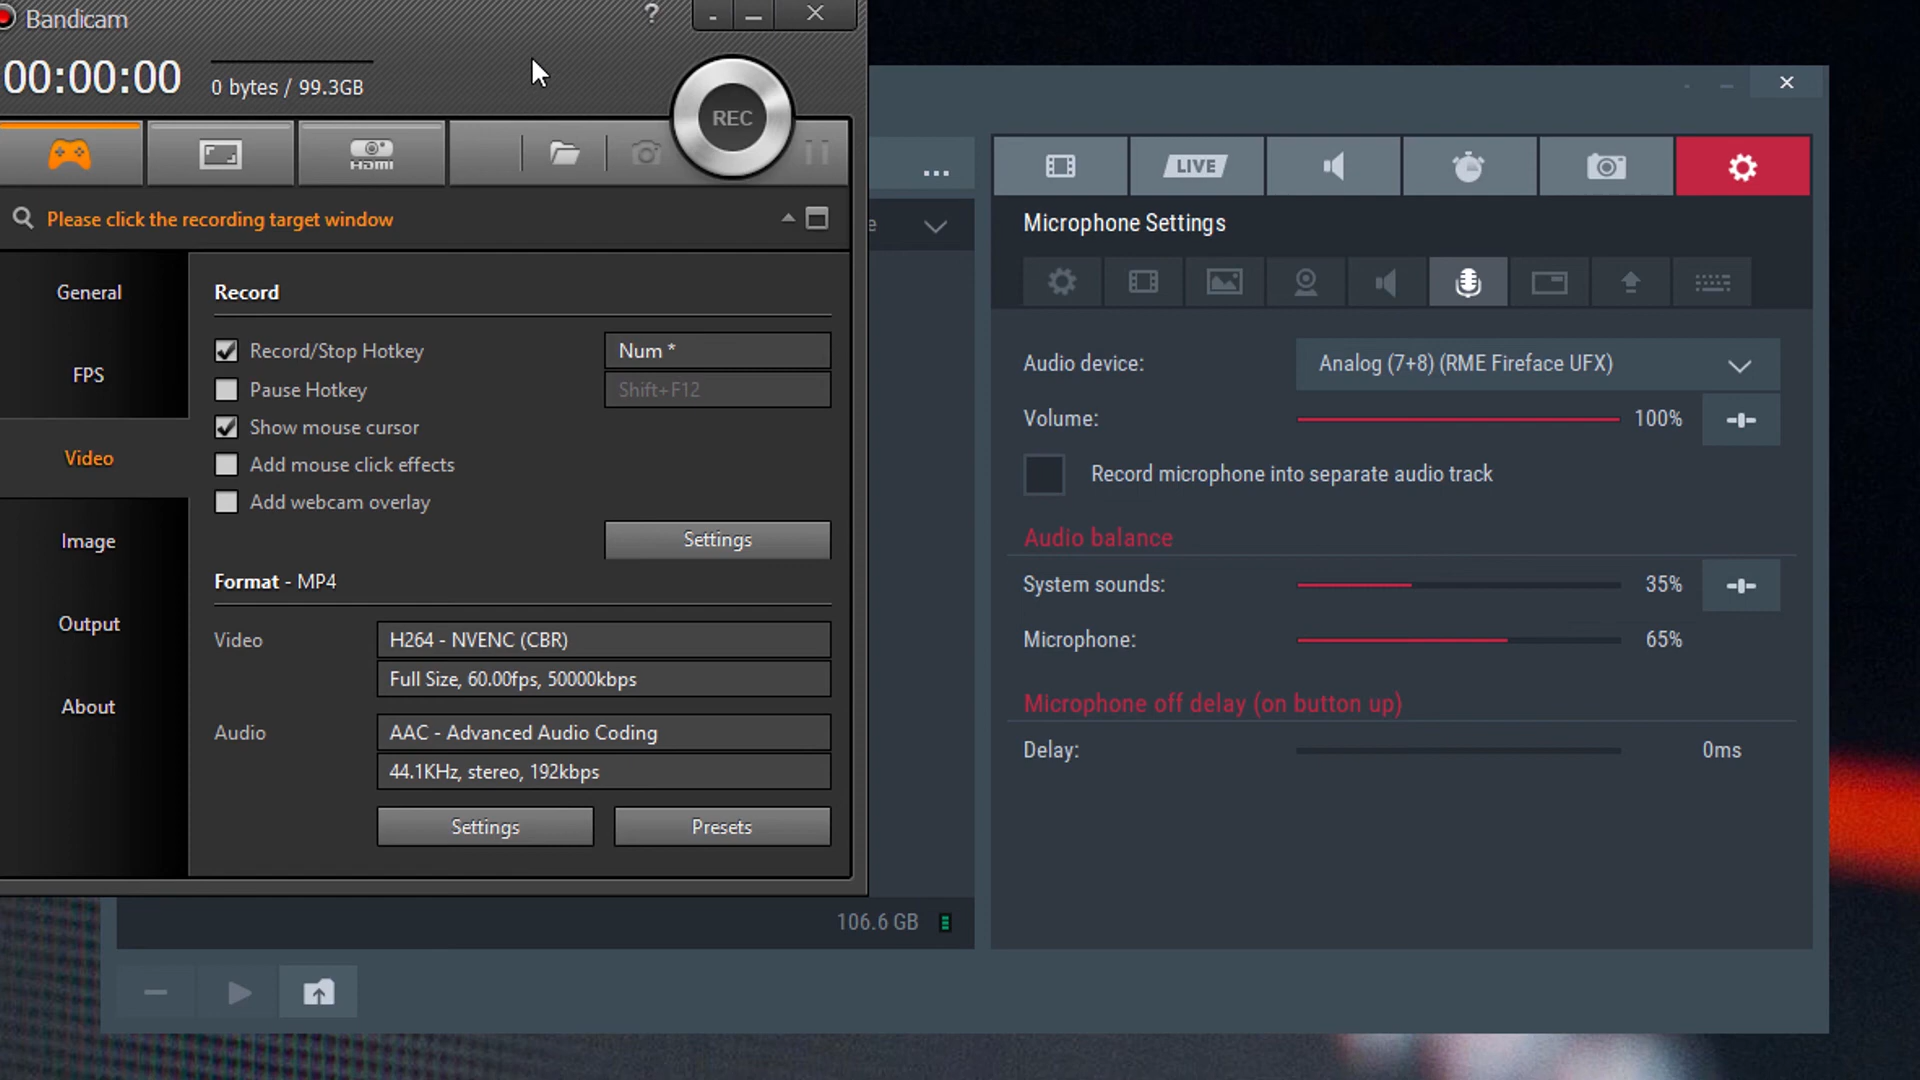 Bandicam
?
00:00:00
0 bytes / 99.3GB
REC
HDMI
Please click the recording target window
General
FPS
Video
Image
Output
About
Record
Record/Stop Hotkey
Num *
Pause Hotkey
Shift+F12
Show mouse cursor
Add mouse click effects
Add webcam overlay
Settings
Format - MP4
Video
H264 - NVENC (CBR)
Full Size, 60.00fps, 50000kbps
Audio
AAC - Advanced Audio Coding
44.1KHz, stereo, 192kbps
Settings
Presets
...
LIVE
Microphone Settings
Audio device:
Analog (7+8) (RME Fireface UFX)
Volume:
100%
Record microphone into separate audio track
Audio balance
System sounds:
35%
Microphone:
65%
Microphone off delay (on button up)
Delay:
0ms
106.6 GB